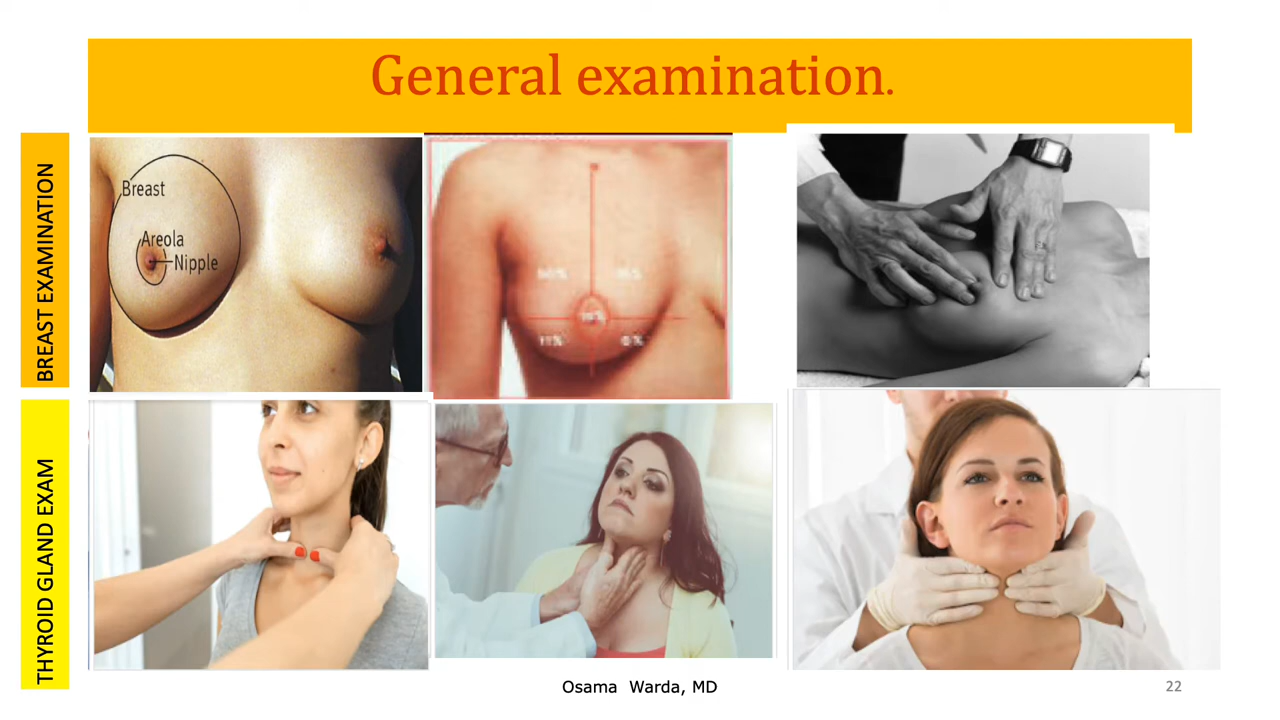 General examination.
BREAST EXAMINATION
Breast
Areola
Nipple
THYROID GLAND EXAM
Osama Warda, MD
22